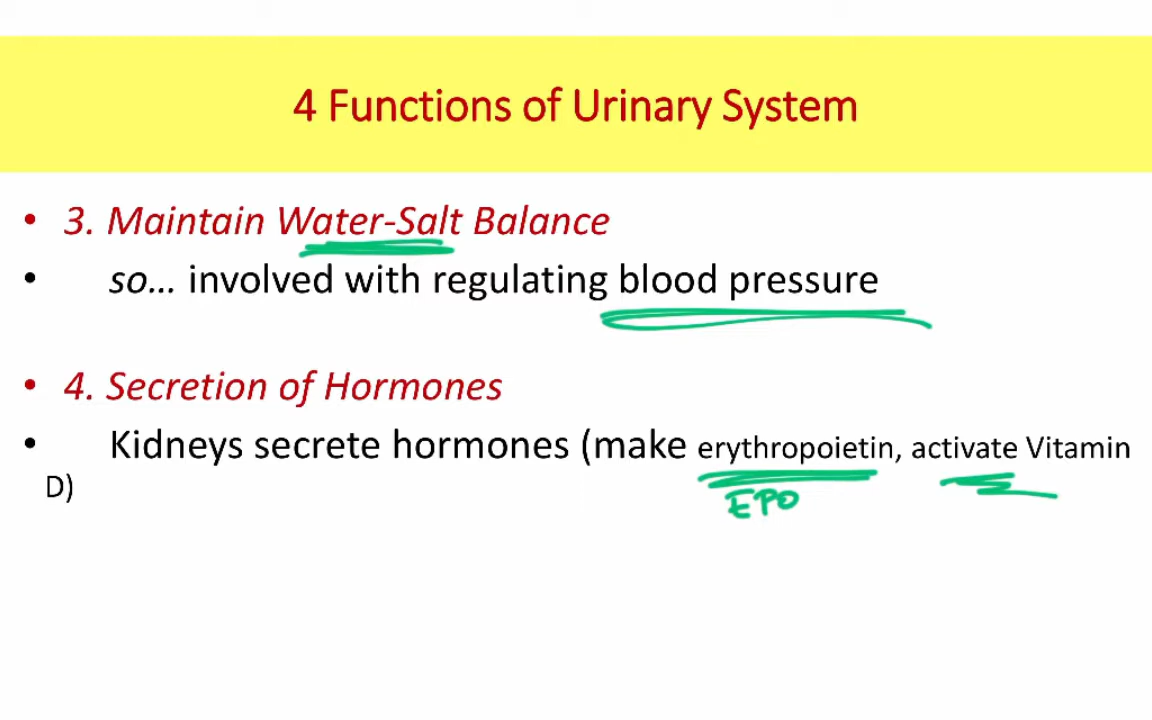 4 Functions of Urinary System
• 3. Maintain Water-Salt Balance
• so... involved with regulating blood pressure
• 4. Secretion of Hormones
• Kidneys secrete hormones (make erythropoietin, activate Vitamin
D)
EPO